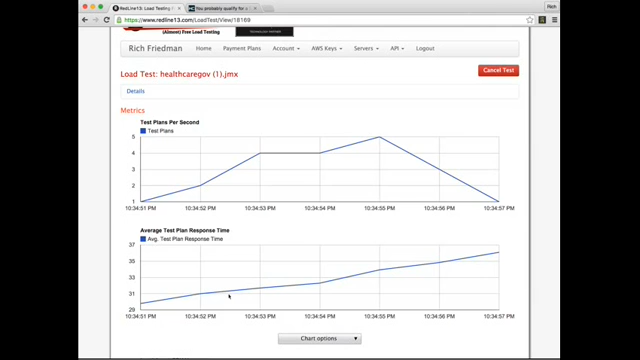 RedLine13: Load Testing
You probably qualify for
Rich
https://www.redline13.com/LoadTest/View/18169
(Almost) Free Load Testing
Rich Friedman Home Payment Plans Account AWS Keys Servers API Logout
Load Test: healthcaregov (1).jmx
Cancel Test
Details
Metrics
Test Plans Per Second
Test Plans
5
4
3
2
1
10:34:51 PM 10:34:52 PM 10:34:53 PM 10:34:54 PM 10:34:55 PM 10:34:56 PM 10:34:57 PM
Average Test Plan Response Time
Avg. Test Plan Response Time
37
35
33
31
29
10:34:51 PM 10:34:52 PM 10:34:53 PM 10:34:54 PM 10:34:55 PM 10:34:56 PM 10:34:57 PM
Chart options